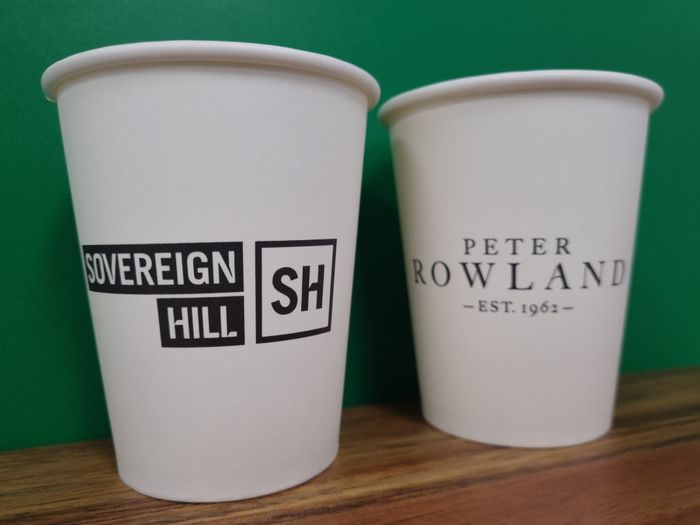 SOVEREIGN
HILL
SH
PETER
ROWLAND
–EST. 1962–